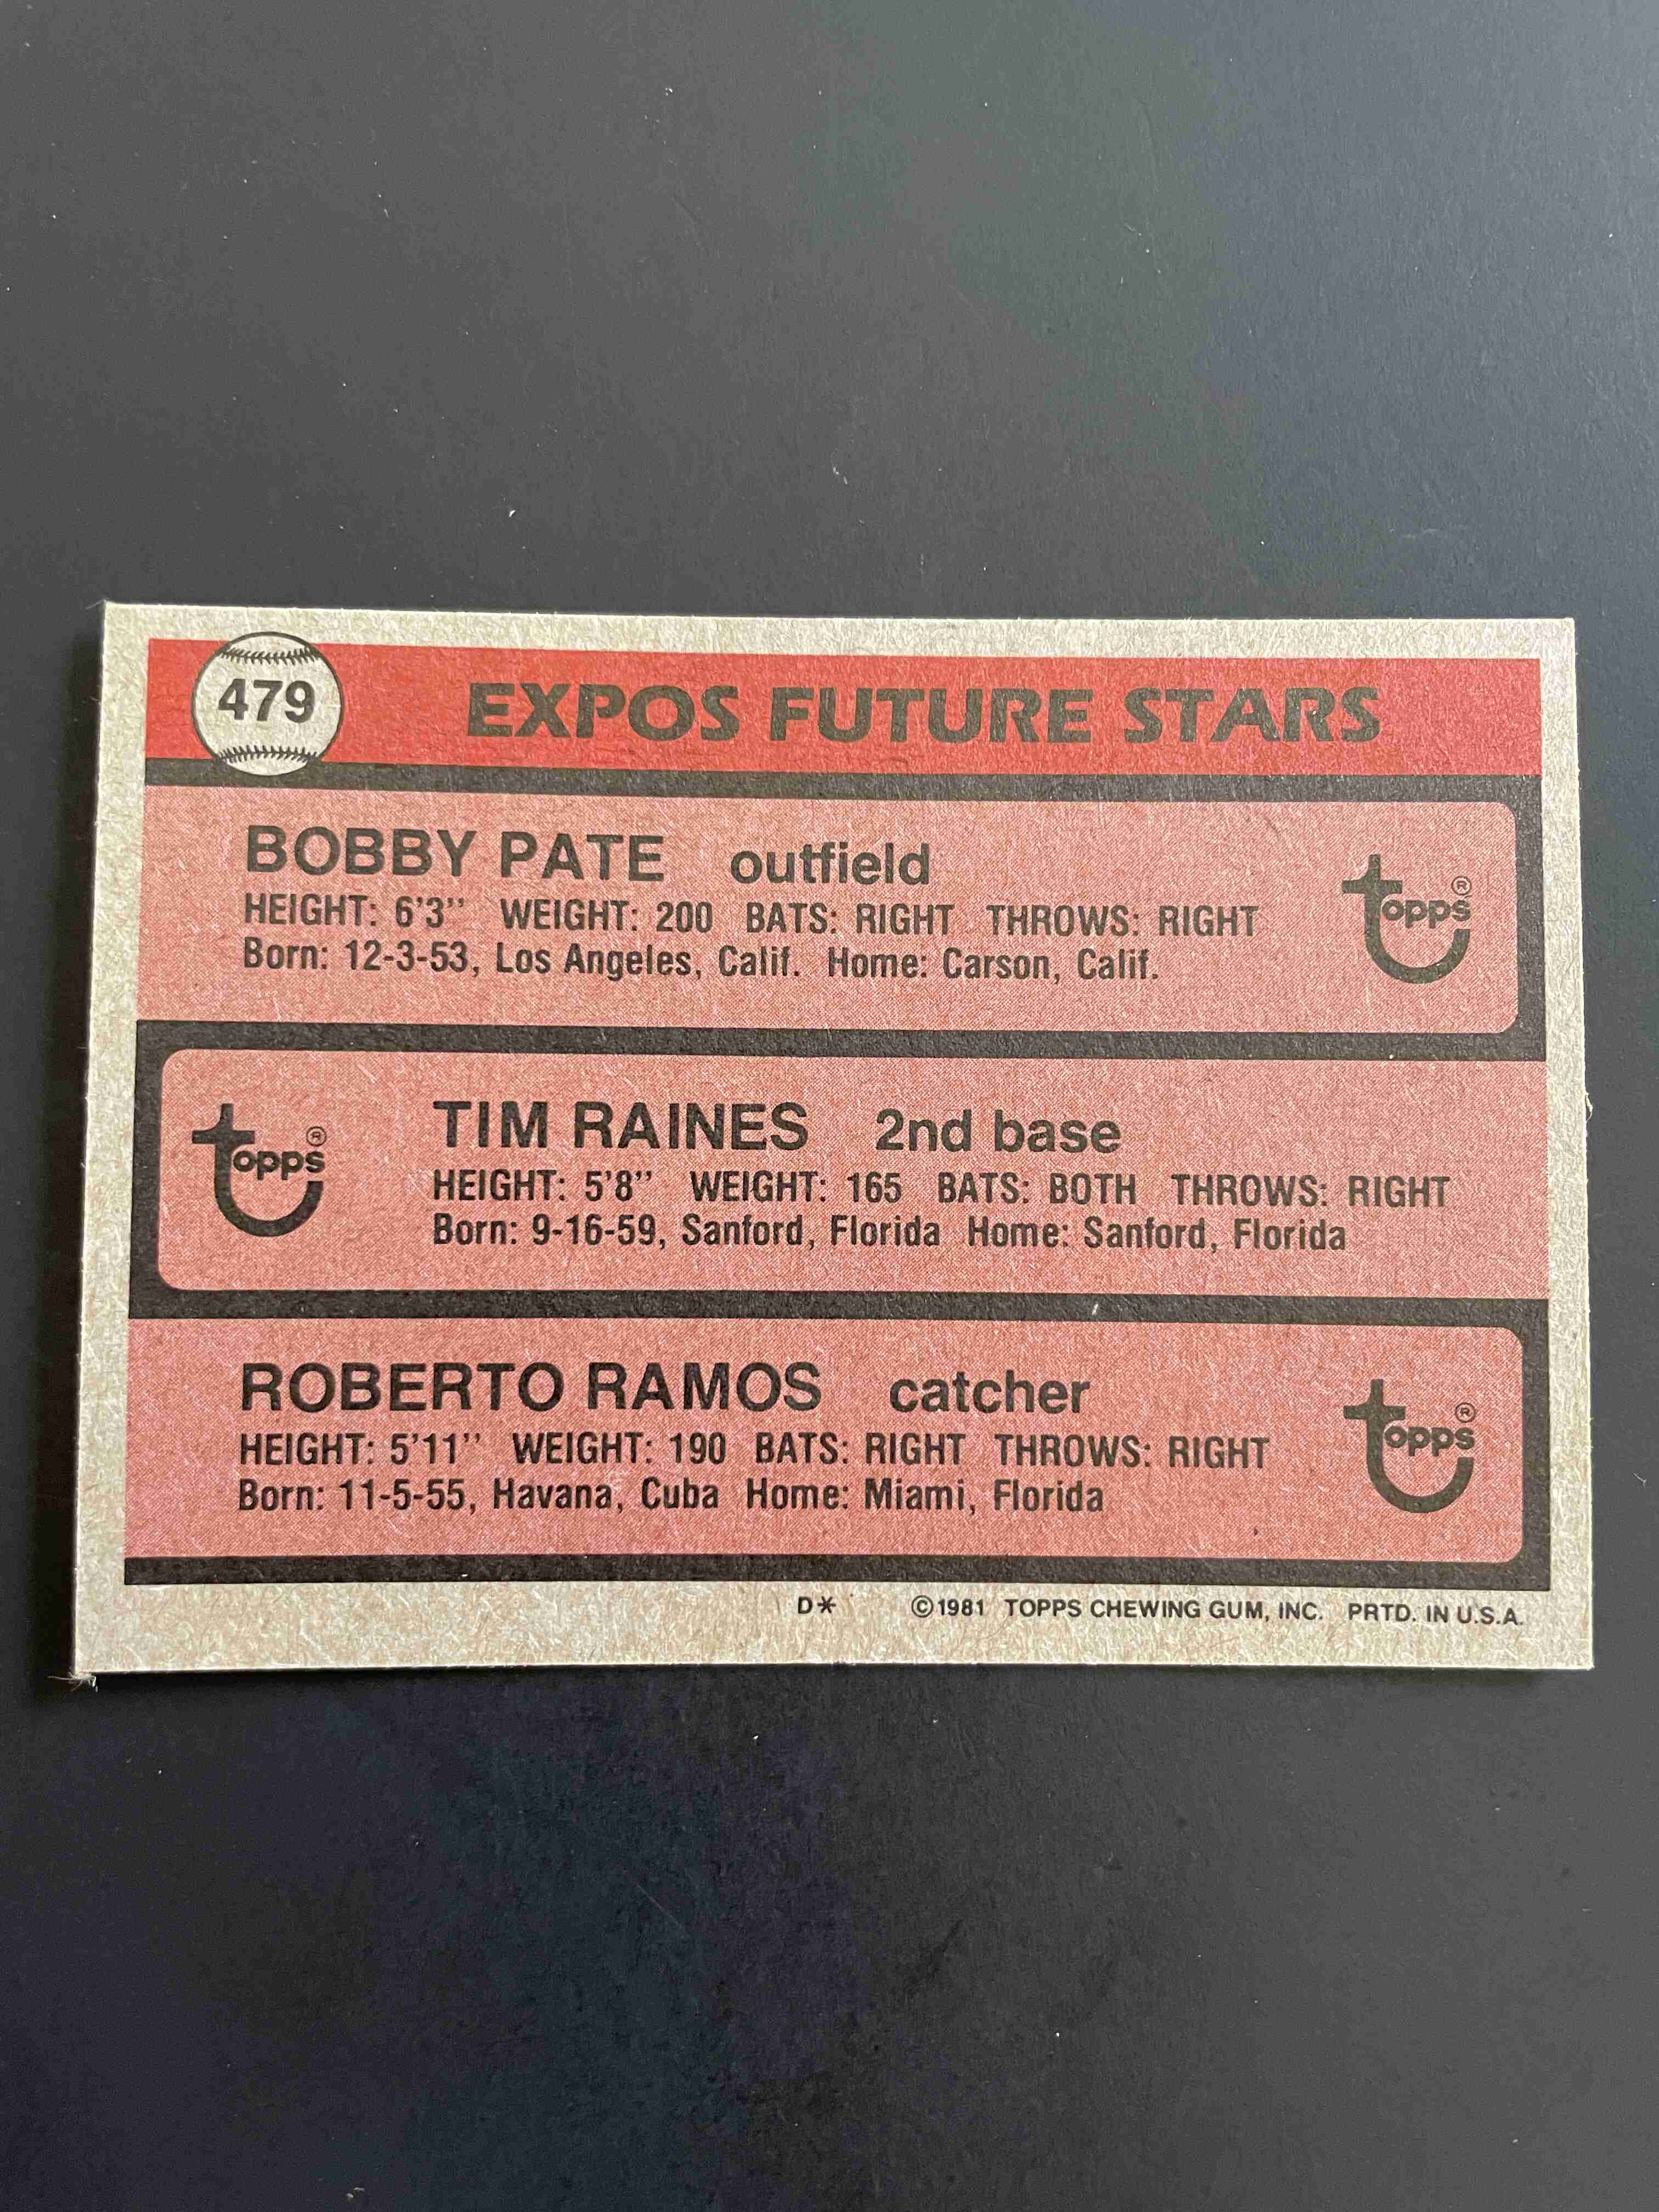 479
EXPOS FUTURE STARS
BOBBY PATE outfield
HEIGHT: 6'3'' WEIGHT: 200 BATS: RIGHT THROWS: RIGHT
Born: 12-3-53, Los Angeles, Calif. Home: Carson, Calif.
topps®
TIM RAINES 2nd base
HEIGHT: 5'8'' WEIGHT: 165 BATS: BOTH THROWS: RIGHT
Born: 9-16-59, Sanford, Florida Home: Sanford, Florida
topps®
ROBERTO RAMOS catcher
HEIGHT: 5'11'' WEIGHT: 190 BATS: RIGHT THROWS: RIGHT
Born: 11-5-55, Havana, Cuba Home: Miami, Florida
topps®
D* ©1981 TOPPS CHEWING GUM, INC. PRTD. IN U.S.A.